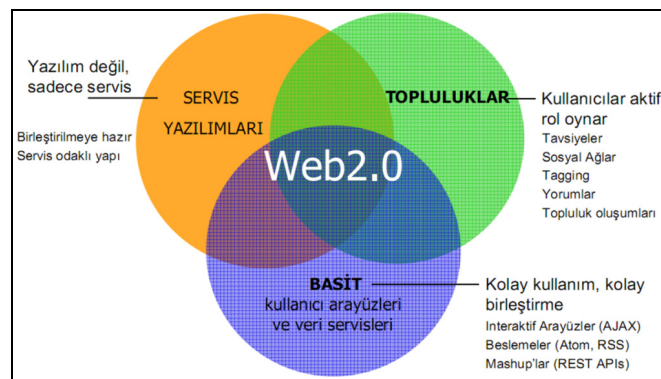 Yazılım değil,
sadece servis
Birleştirilmeye hazır
Servis odaklı yapı
SERVIS
YAZILIMLARI
TOPLULUKLAR
Kullanıcılar aktif
rol oynar
Tavsiyeler
Sosyal Ağlar
Tagging
Yorumlar
Topluluk oluşumları
Web2.0
BASİT
kullanıcı arayüzleri
ve veri servisleri
Kolay kullanım, kolay
birleştirme
Interaktif Arayüzler (AJAX)
Beslemeler (Atom, RSS)
Mashup'lar (REST APIs)